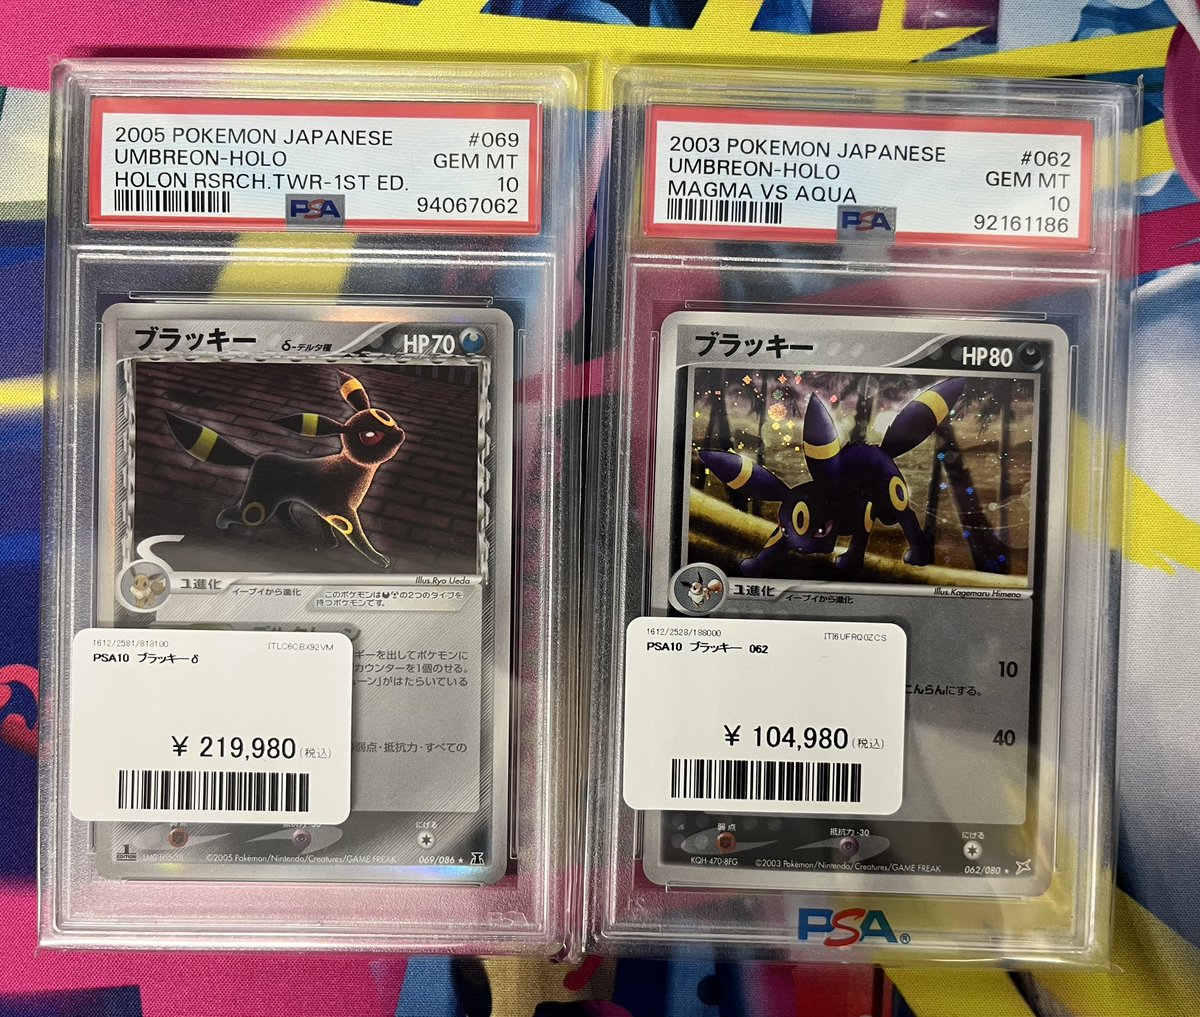 2005 POKEMON JAPANESE #069
UMBREON-HOLO GEM MT
HOLON RSRCH.TWR-1ST ED. 10
PSA 94067062
ブラッキー δ-デルタ種 HP70
Illus.Ryo Ueda
1進化 イーブイから進化
このポケモンは の2つのタイプを
持つポケモンです。
ーを出してポケモンに
カウンターを1個のせる。
ーン」がはたらいている
の弱点・抵抗力・すべての
1612/2581/818100 ITLC6CBX92VM
PSA10 ブラッキーδ
¥ 219,980(税込)
-30 にげる
1 EDITION
©2005 Pokémon/Nintendo/Creatures/GAME FREAK 069/086
PSA
2003 POKEMON JAPANESE #062
UMBREON-HOLO GEM MT
MAGMA VS AQUA 10
PSA 92161186
ブラッキー HP80
Illus.Kagemaru Himeno
1進化 イーブイから進化
10
こんらんにする。
40
1612/2523/188000 ITI6UFRQ0ZCS
PSA10 ブラッキー 062
¥ 104,980(税込)
弱点 抵抗力 -30 にげる
KQH 470-BFG ©2003 Pokémon/Nintendo/Creatures/GAME FREAK 062/080
PSA®